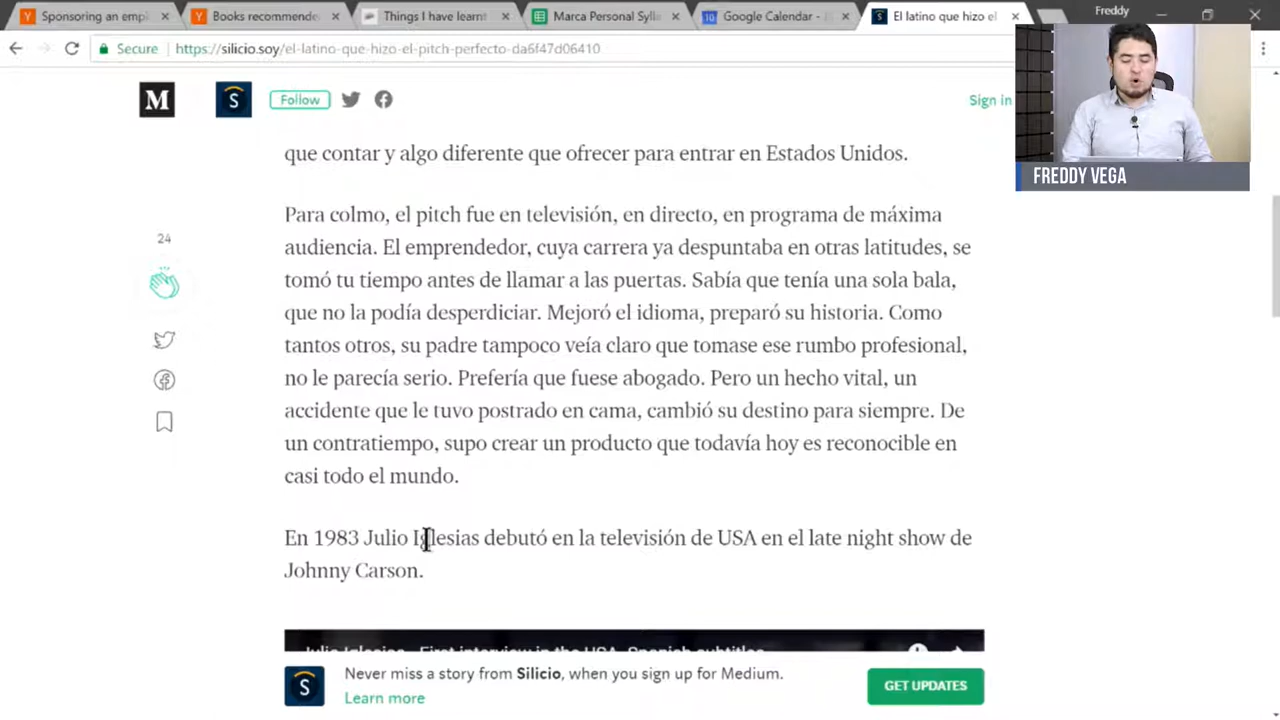 Sponsoring an empl
Books recommende
Things I have learnt
Marca Personal Sylla
Google Calendar -
El latino que hizo el
Freddy
Secure
https://silicio.soy/el-latino-que-hizo-el-pitch-perfecto-da6f47d06410
M
S
Follow
Sign in
FREDDY VEGA
que contar y algo diferente que ofrecer para entrar en Estados Unidos.
24
Para colmo, el pitch fue en televisión, en directo, en programa de máxima
audiencia. El emprendedor, cuya carrera ya despuntaba en otras latitudes, se
tomó tu tiempo antes de llamar a las puertas. Sabía que tenía una sola bala,
que no la podía desperdiciar. Mejoró el idioma, preparó su historia. Como
tantos otros, su padre tampoco veía claro que tomase ese rumbo profesional,
no le parecía serio. Prefería que fuese abogado. Pero un hecho vital, un
accidente que le tuvo postrado en cama, cambió su destino para siempre. De
un contratiempo, supo crear un producto que todavía hoy es reconocible en
casi todo el mundo.
En 1983 Julio Iglesias debutó en la televisión de USA en el late night show de
Johnny Carson.
Julio Iglesias - First interview in the USA. Spanish subtitles
S
Never miss a story from Silicio, when you sign up for Medium.
Learn more
GET UPDATES